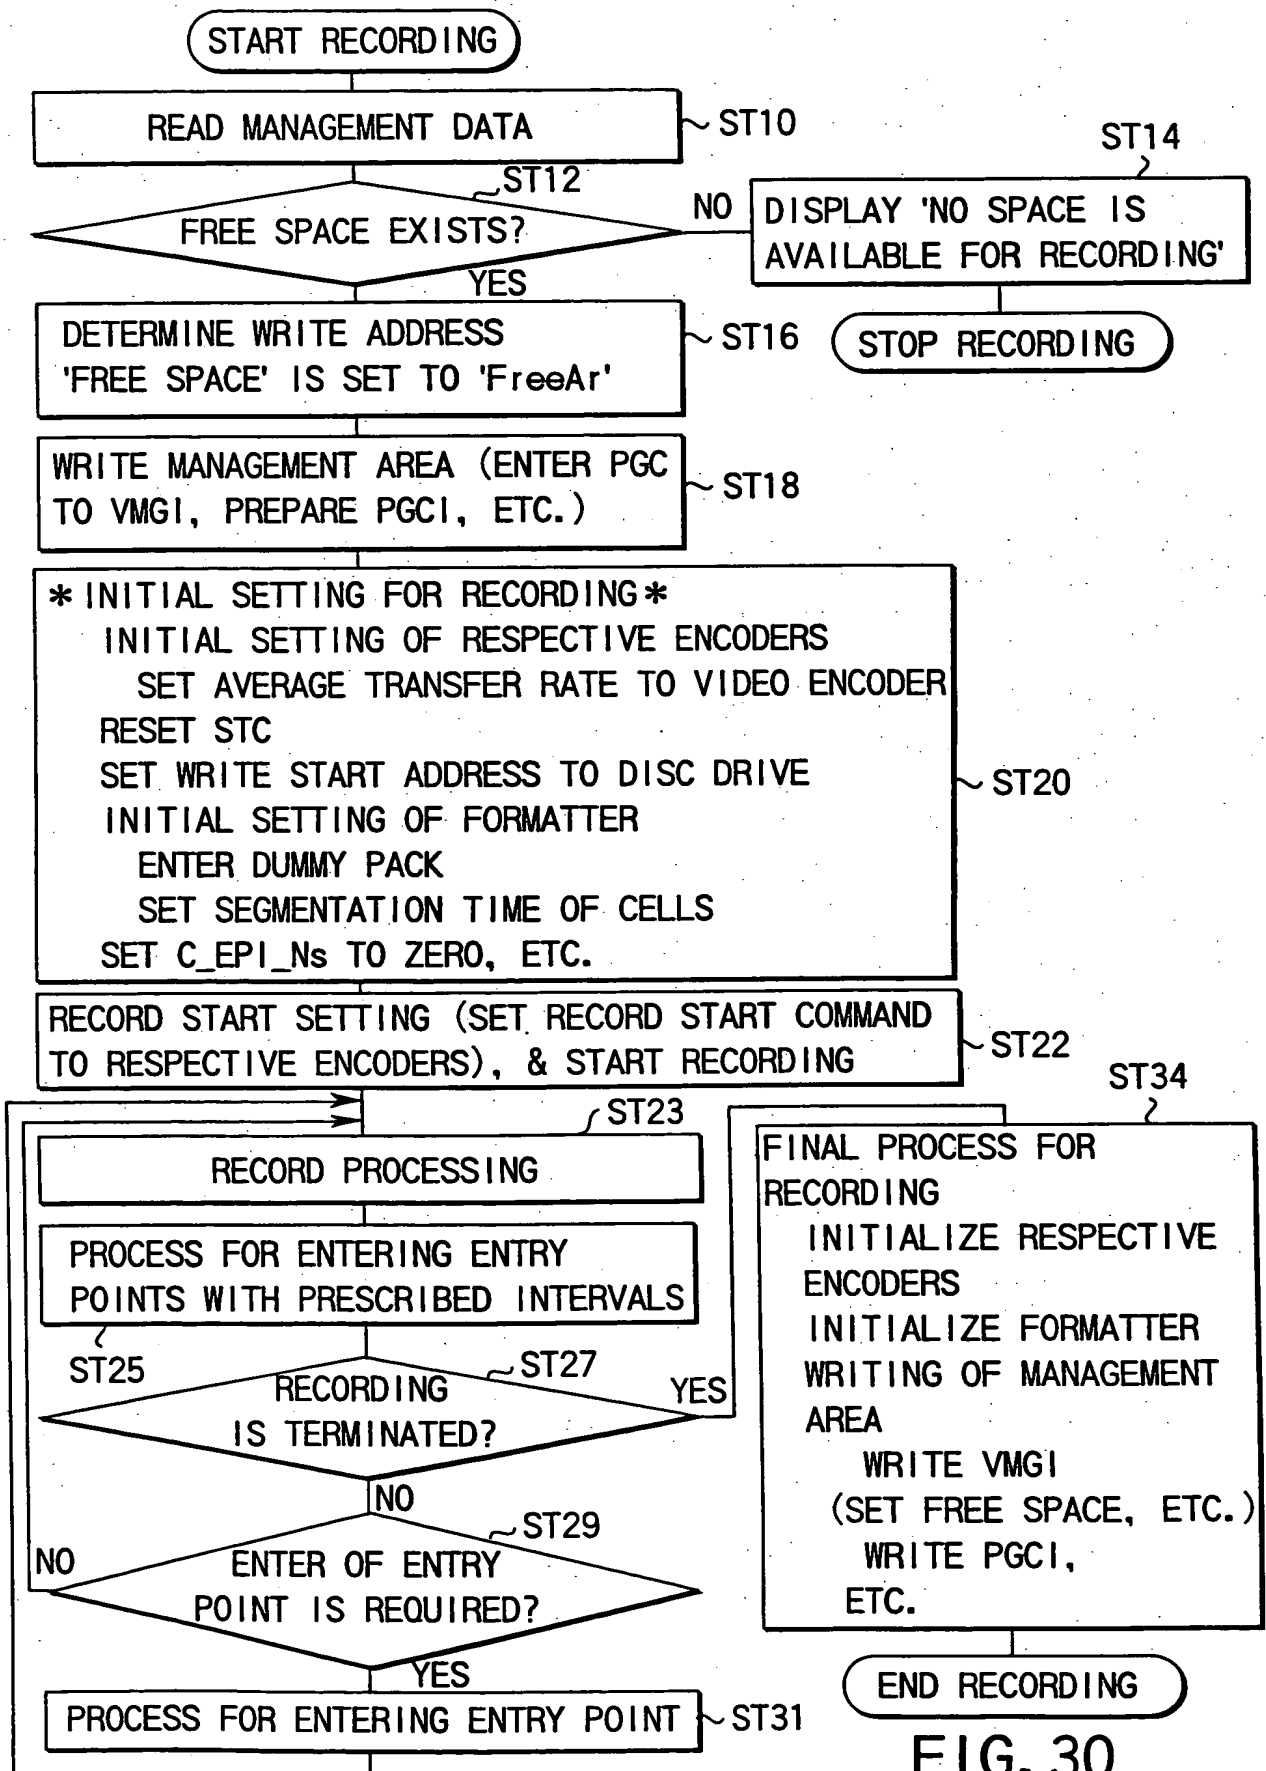 START RECORDING
READ MANAGEMENT DATA
ST10
ST12
FREE SPACE EXISTS?
NO
YES
ST14
DISPLAY 'NO SPACE IS
AVAILABLE FOR RECORDING'
STOP RECORDING
DETERMINE WRITE ADDRESS
'FREE SPACE' IS SET TO 'FreeAr'
ST16
WRITE MANAGEMENT AREA (ENTER PGC
TO VMGI, PREPARE PGCI, ETC.)
ST18
* INITIAL SETTING FOR RECORDING *
INITIAL SETTING OF RESPECTIVE ENCODERS
SET AVERAGE TRANSFER RATE TO VIDEO ENCODER
RESET STC
SET WRITE START ADDRESS TO DISC DRIVE
INITIAL SETTING OF FORMATTER
ENTER DUMMY PACK
SET SEGMENTATION TIME OF CELLS
SET C_EPI_Ns TO ZERO, ETC.
ST20
RECORD START SETTING (SET RECORD START COMMAND
TO RESPECTIVE ENCODERS), & START RECORDING
ST22
ST23
RECORD PROCESSING
PROCESS FOR ENTERING ENTRY
POINTS WITH PRESCRIBED INTERVALS
ST25
ST27
RECORDING
IS TERMINATED?
YES
NO
ST29
ENTER OF ENTRY
POINT IS REQUIRED?
NO
YES
PROCESS FOR ENTERING ENTRY POINT
ST31
ST34
FINAL PROCESS FOR
RECORDING
INITIALIZE RESPECTIVE
ENCODERS
INITIALIZE FORMATTER
WRITING OF MANAGEMENT
AREA
WRITE VMGI
(SET FREE SPACE, ETC.)
WRITE PGCI,
ETC.
END RECORDING
FIG. 30